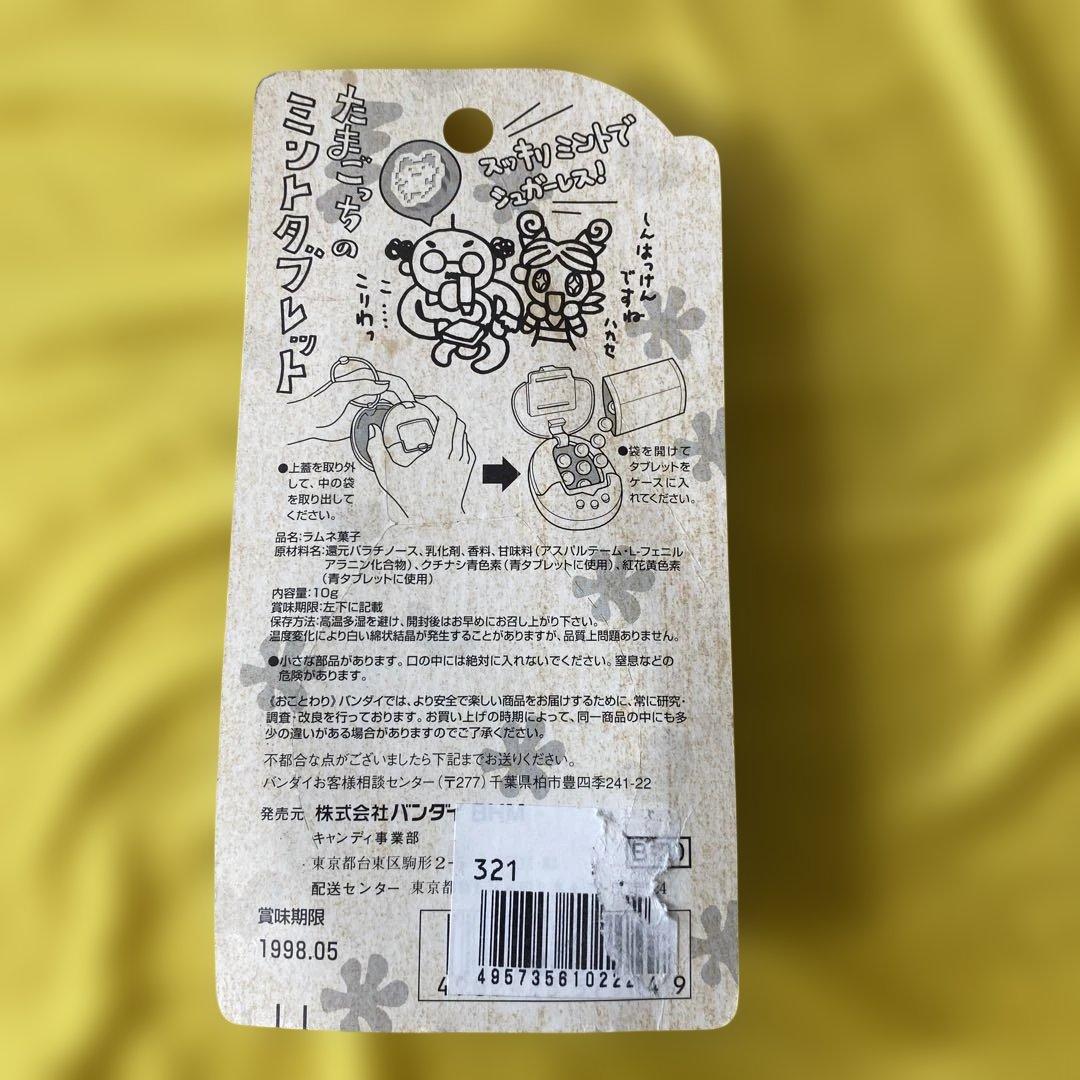 たまごっちの
ミントタブレット
スッキリミントで
シュガーレス!
しんはっけん
ですね
ハカセ
こ……
こりわっ
●上蓋を取り外
して、中の袋
を取り出して
ください。
●袋を開けて
タブレットを
ケースに入
れてください。
品名:ラムネ菓子
原材料名:還元パラチノース、乳化剤、香料、甘味料(アスパルテーム・L-フェニル
アラニン化合物)、クチナシ青色素(青タブレットに使用)、紅花黄色素
(青タブレットに使用)
内容量:10g
賞味期限:左下に記載
保存方法:高温多湿を避け、開封後はお早めにお召し上がり下さい。
温度変化により白い綿状結晶が発生することがありますが、品質上問題ありません。
●小さな部品があります。口の中には絶対に入れないでください。窒息などの
危険があります。
《おことわり》バンダイでは、より安全で楽しい商品をお届けするために、常に研究・
調査・改良を行っております。お買い上げの時期によって、同一商品の中にも多
少の違いがある場合がありますのでご了承ください。
不都合な点がございましたら下記までお送りください。
バンダイお客様相談センター(〒277)千葉県柏市豊四季241-22
発売元 株式会社バンダイ
キャンディ事業部
東京都台東区駒形2-
配送センター 東京都
321
賞味期限
1998.05
4957356102
4 9